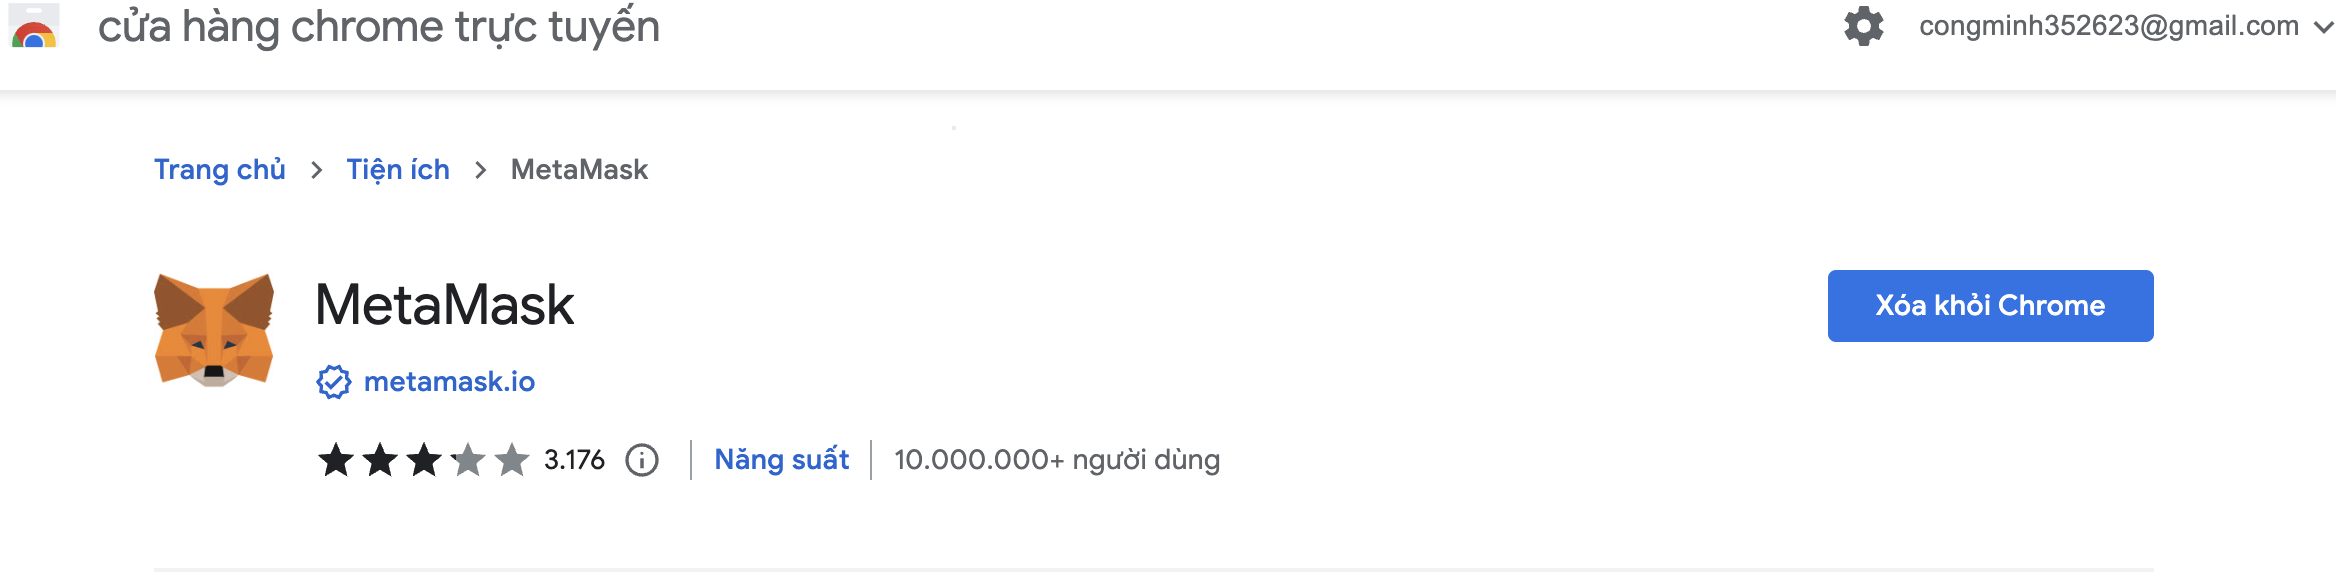 cửa hàng chrome trực tuyến
congminh352623@gmail.com
Trang chủ > Tiện ích > MetaMask
MetaMask
Xóa khỏi Chrome
metamask.io
3.176 Năng suất 10.000.000+ người dùng